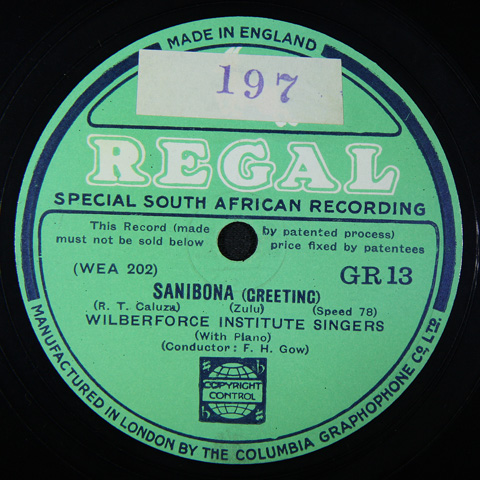 MADE IN ENGLAND
197
REGAL
SPECIAL SOUTH AFRICAN RECORDING
This Record (made by patented process)
must not be sold below price fixed by patentees
(WEA 202) GR 13
SANIBONA (GREETING)
(R. T. Caluza) (Zulu) (Speed 78)
WILBERFORCE INSTITUTE SINGERS
(With Piano)
(Conductor : F. H. Gow)
COPYRIGHT
CONTROL
MANUFACTURED IN LONDON BY THE COLUMBIA GRAPHOPHONE CO. LTD.